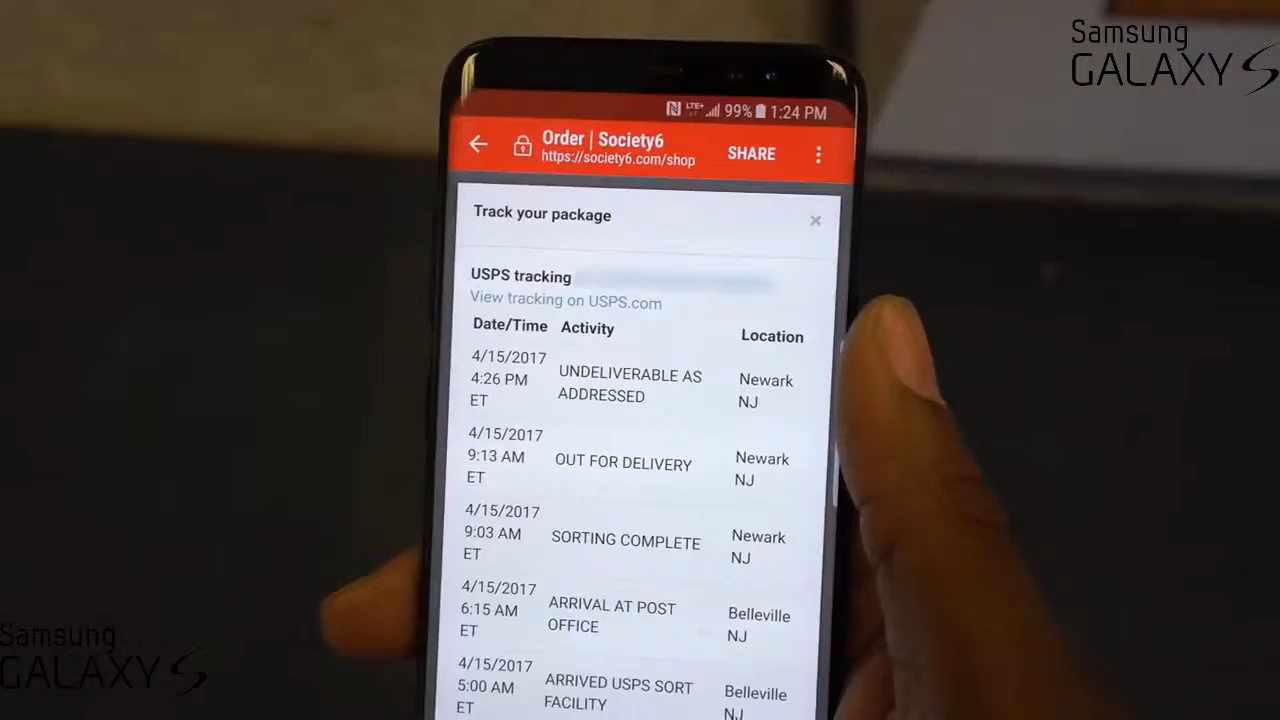 Samsung
GALAXY S
LTE+ 99% 1:24 PM
Order | Society6
https://society6.com/shop
SHARE
Track your package
×
USPS tracking
View tracking on USPS.com
Date/Time Activity Location
4/15/2017
4:26 PM
ET
UNDELIVERABLE AS
ADDRESSED
Newark
NJ
4/15/2017
9:13 AM
ET
OUT FOR DELIVERY
Newark
NJ
4/15/2017
9:03 AM
ET
SORTING COMPLETE
Newark
NJ
4/15/2017
6:15 AM
ET
ARRIVAL AT POST
OFFICE
Belleville
NJ
4/15/2017
5:00 AM
ET
ARRIVED USPS SORT
FACILITY
Belleville
NJ
Samsung
GALAXY S